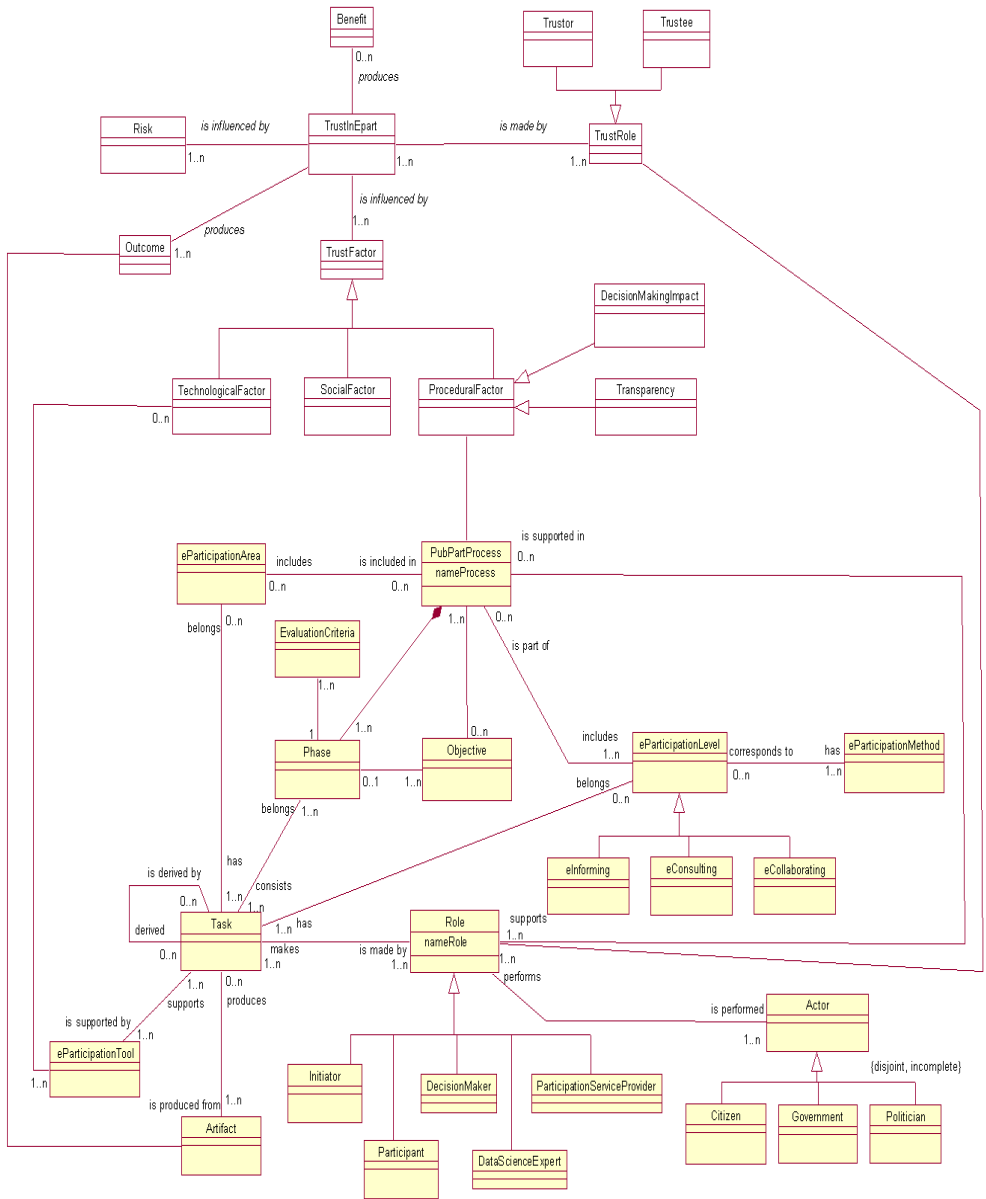 Benefit
Trustor
Trustee
0..n
produces
Risk
is influenced by
TrustInEpart
is made by
TrustRole
1..n
1..n
1..n
is influenced by
1..n
produces
Outcome
1..n
TrustFactor
DecisionMakingImpact
TechnologicalFactor
SocialFactor
ProceduralFactor
Transparency
0..n
is supported in
eParticipationArea
includes
is included in
PubPartProcess
0..n
nameProcess
0..n
0..n
belongs
0..n
1..n
0..n
EvaluationCriteria
is part of
1..n
1
1..n
0..n
includes
Phase
Objective
1..n
eParticipationLevel
corresponds to
has
eParticipationMethod
0..1
1..n
0..n
1..n
belongs
1..n
belongs
0..n
eInforming
eConsulting
eCollaborating
has
is derived by
consists
0..n
1..n
1..n
Task
1..n
has
Role
supports
derived
nameRole
1..n
makes
is made by
0..n
1..n
1..n
1..n
1..n
0..n
performs
supports
produces
Actor
is performed
is supported by
1..n
1..n
eParticipationTool
{disjoint, incomplete}
Initiator
DecisionMaker
ParticipationServiceProvider
1..n
is produced from
1..n
Citizen
Government
Politician
Artifact
Participant
DataScienceExpert